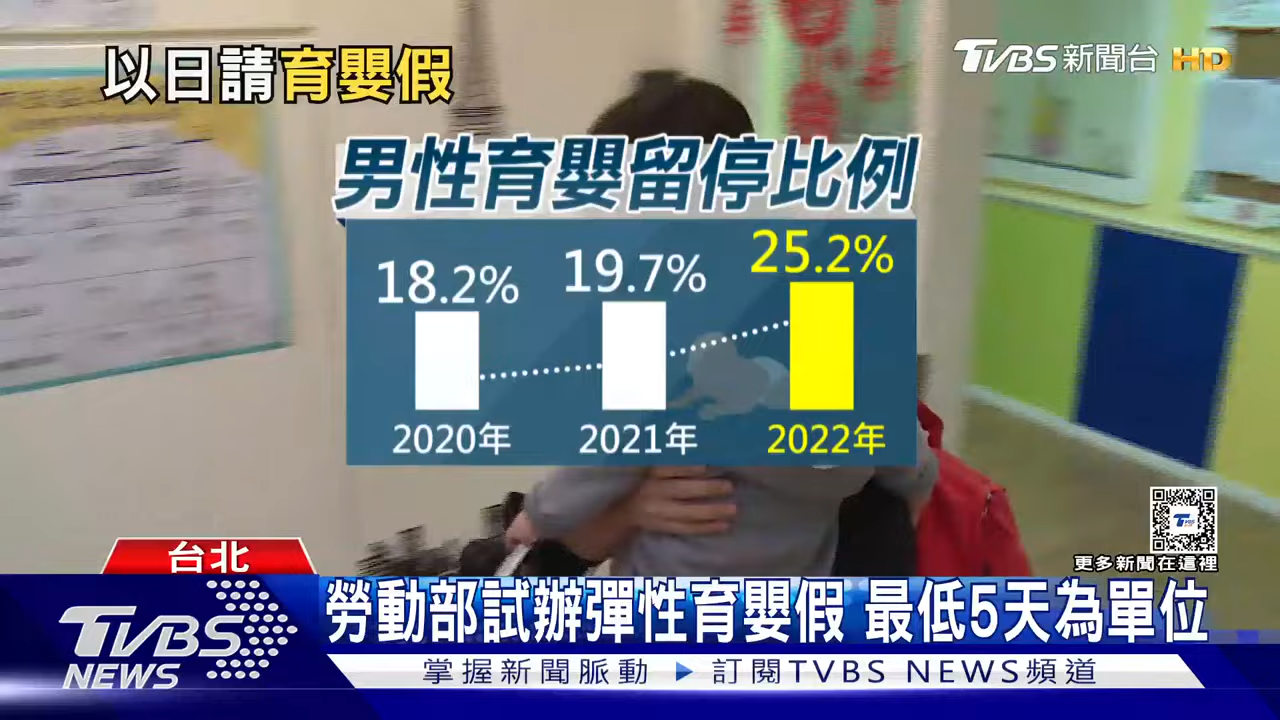 以日請育嬰假
TVBS新聞台 HD
男性育嬰留停比例
18.2%
19.7%
25.2%
2020年
2021年
2022年
更多新聞在這裡
台北
TVBS NEWS
勞動部試辦彈性育嬰假 最低5天為單位
掌握新聞脈動 ▶ 訂閱TVBS NEWS頻道